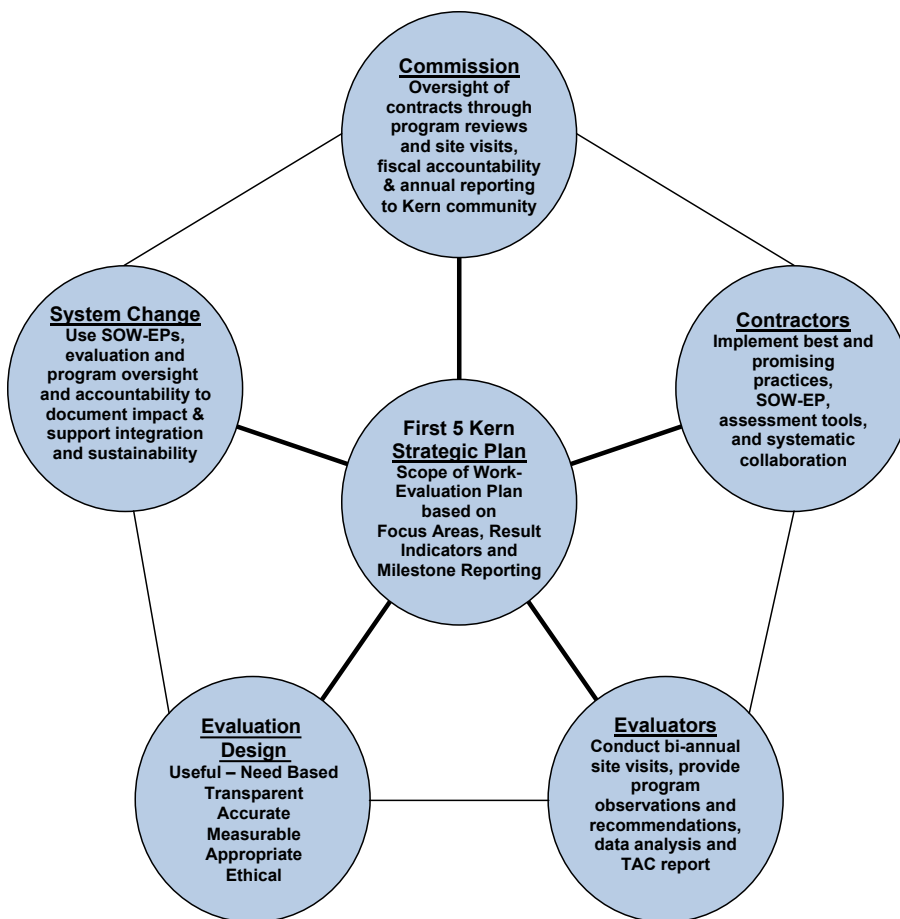 Commission
Oversight of
contracts through
program reviews
and site visits,
fiscal accountability
& annual reporting
to Kern community
System Change
Use SOW-EPs,
evaluation and
program oversight
and accountability to
document impact &
support integration
and sustainability
Contractors
Implement best and
promising
practices,
SOW-EP,
assessment tools,
and systematic
collaboration
First 5 Kern
Strategic Plan
Scope of Work-
Evaluation Plan
based on
Focus Areas, Result
Indicators and
Milestone Reporting
Evaluation
Design
Useful – Need Based
Transparent
Accurate
Measurable
Appropriate
Ethical
Evaluators
Conduct bi-annual
site visits, provide
program
observations and
recommendations,
data analysis and
TAC report